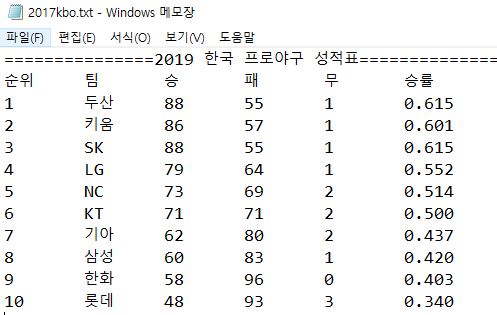 2017kbo.txt - Windows 메모장
파일(F) 편집(E) 서식(O) 보기(V) 도움말
===============2019 한국 프로야구 성적표==============
순위 팀 승 패 무 승률
1 두산 88 55 1 0.615
2 키움 86 57 1 0.601
3 SK 88 55 1 0.615
4 LG 79 64 1 0.552
5 NC 73 69 2 0.514
6 KT 71 71 2 0.500
7 기아 62 80 2 0.437
8 삼성 60 83 1 0.420
9 한화 58 96 0 0.403
10 롯데 48 93 3 0.340